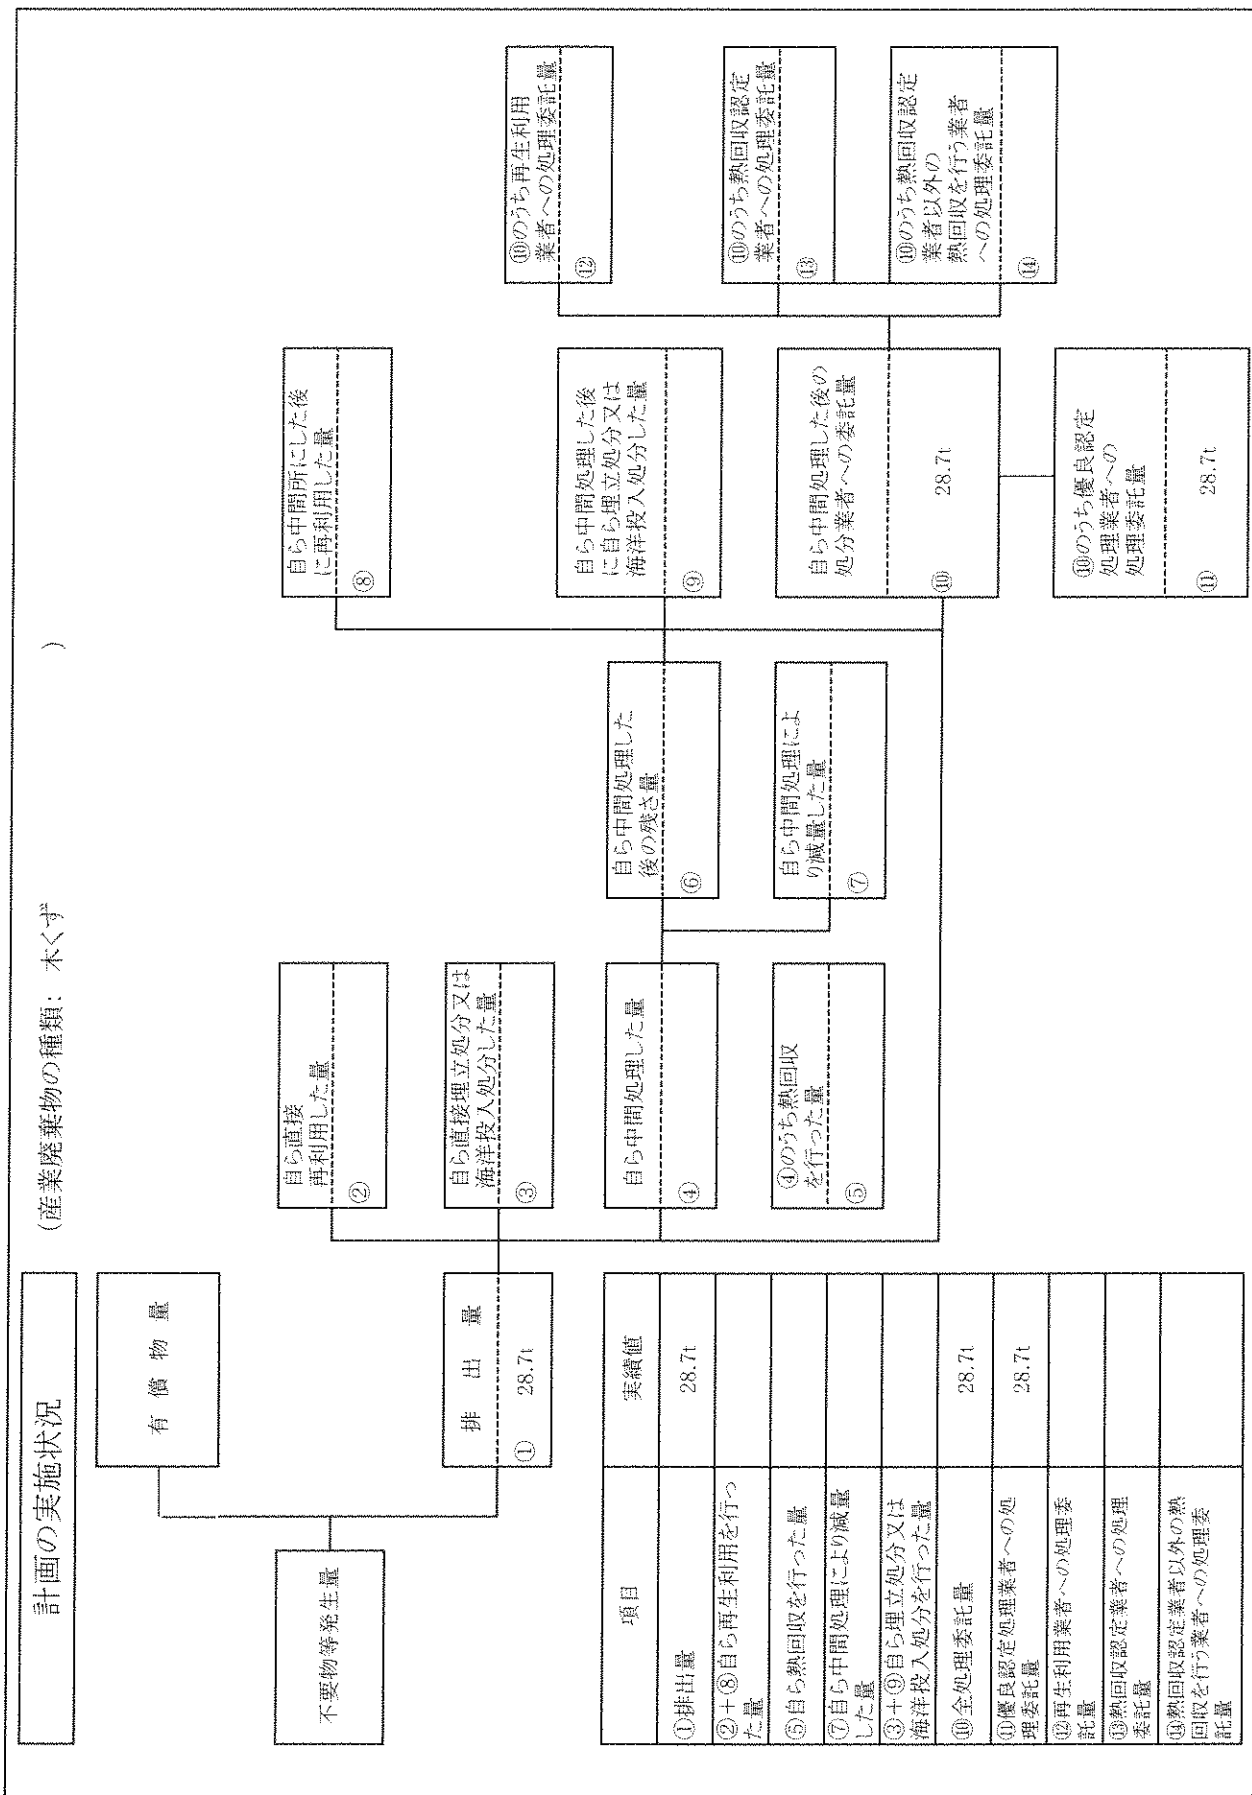 計画の実施状況
(産業廃棄物の種類： 木くず
)
有 償 物 量
不要物等発生量
排 出 量
① 28.7t
自ら直接
再利用した量
②
自ら直接埋立処分又は
海洋投入処分した量
③
自ら中間処理した量
④
④のうち熱回収
を行った量
⑤
自ら中間処理した
後の残さ量
⑥
自ら中間処理によ
り減量した量
⑦
自ら中間所にした後
に再利用した量
⑧
自ら中間処理した後
に自ら埋立処分又は
海洋投入処分した量
⑨
自ら中間処理した後の
処分業者への委託量
⑩ 28.7t
⑩のうち優良認定
処理業者への
処理委託量
⑪ 28.7t
⑩のうち再生利用
業者への処理委託量
⑫
⑩のうち熱回収認定
業者への処理委託量
⑬
⑩のうち熱回収認定
業者以外の
熱回収を行う業者
への処理委託量
⑭
項目 実績値
①排出量 28.7t
②＋⑧自ら再生利用を行っ
た量
⑤自ら熱回収を行った量
⑦自ら中間処理により減量
した量
③＋⑨自ら埋立処分又は
海洋投入処分を行った量
⑩全処理委託量 28.7t
⑪優良認定処理業者への処
理委託量 28.7t
⑫再生利用業者への処理委
託量
⑬熱回収認定業者への処理
委託量
⑭熱回収認定業者以外の熱
回収を行う業者への処理委
託量